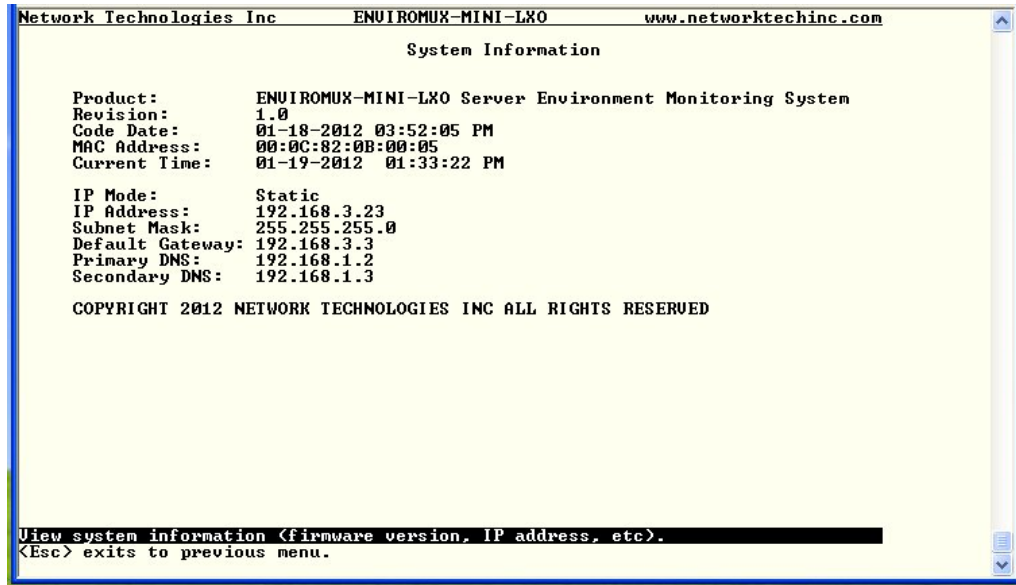 Network Technologies Inc ENVIROMUX-MINI-LXO www.networktechinc.com
System Information
Product: ENVIROMUX-MINI-LXO Server Environment Monitoring System
Revision: 1.0
Code Date: 01-18-2012 03:52:05 PM
MAC Address: 00:0C:82:0B:00:05
Current Time: 01-19-2012 01:33:22 PM
IP Mode: Static
IP Address: 192.168.3.23
Subnet Mask: 255.255.255.0
Default Gateway: 192.168.3.3
Primary DNS: 192.168.1.2
Secondary DNS: 192.168.1.3
COPYRIGHT 2012 NETWORK TECHNOLOGIES INC ALL RIGHTS RESERVED
View system information (firmware version, IP address, etc).
<Esc> exits to previous menu.